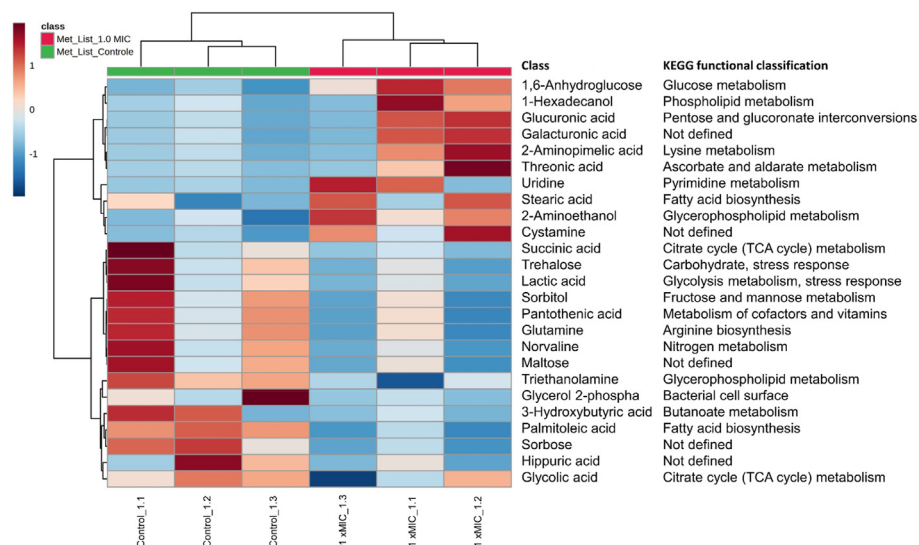 class
Met_List_1.0 MIC
Met_List_Controle
1
0
-1
Class KEGG functional classification
1,6-Anhydroglucose Glucose metabolism
1-Hexadecanol Phospholipid metabolism
Glucuronic acid Pentose and glucoronate interconversions
Galacturonic acid Not defined
2-Aminopimelic acid Lysine metabolism
Threonic acid Ascorbate and aldarate metabolism
Uridine Pyrimidine metabolism
Stearic acid Fatty acid biosynthesis
2-Aminoethanol Glycerophospholipid metabolism
Cystamine Not defined
Succinic acid Citrate cycle (TCA cycle) metabolism
Trehalose Carbohydrate, stress response
Lactic acid Glycolysis metabolism, stress response
Sorbitol Fructose and mannose metabolism
Pantothenic acid Metabolism of cofactors and vitamins
Glutamine Arginine biosynthesis
Norvaline Nitrogen metabolism
Maltose Not defined
Triethanolamine Glycerophospholipid metabolism
Glycerol 2-phospha Bacterial cell surface
3-Hydroxybutyric acid Butanoate metabolism
Palmitoleic acid Fatty acid biosynthesis
Sorbose Not defined
Hippuric acid Not defined
Glycolic acid Citrate cycle (TCA cycle) metabolism
Control_1.1
Control_1.2
Control_1.3
1 xMIC_1.3
1 xMIC_1.1
1 xMIC_1.2